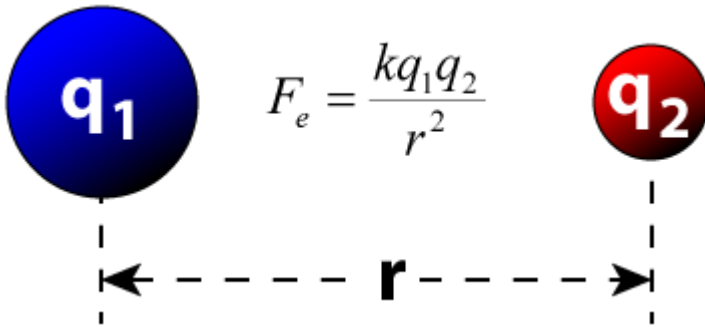 q₁ Fₑ = kq₁q₂ / r² q₂
r